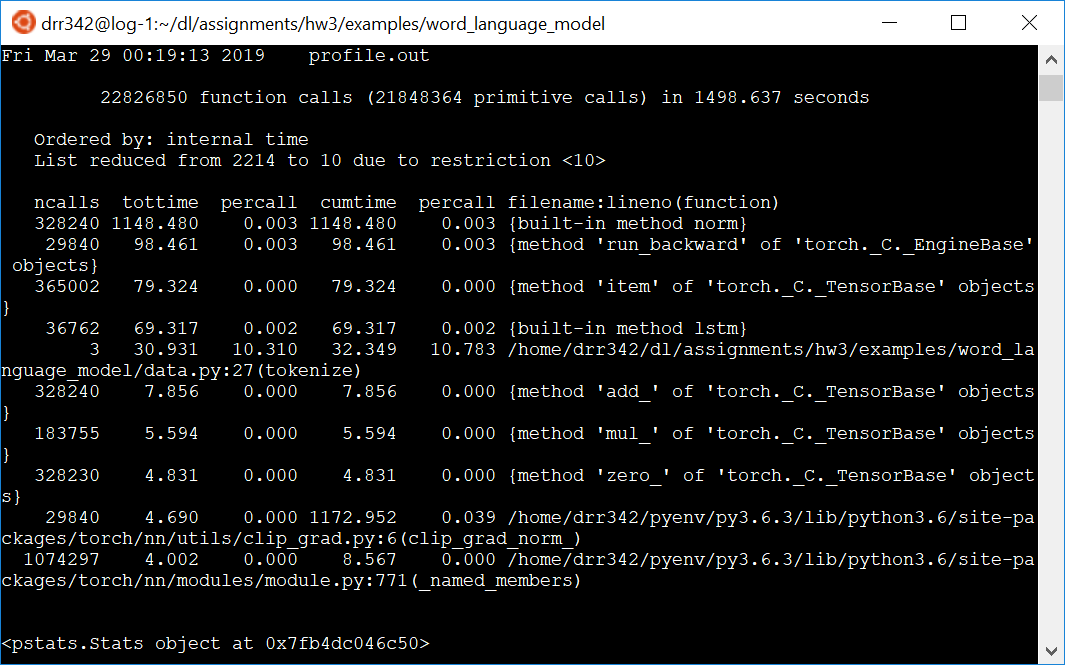 drr342@log-1:~/dl/assignments/hw3/examples/word_language_model
Fri Mar 29 00:19:13 2019    profile.out
         22826850 function calls (21848364 primitive calls) in 1498.637 seconds
   Ordered by: internal time
   List reduced from 2214 to 10 due to restriction <10>
   ncalls  tottime  percall  cumtime  percall filename:lineno(function)
   328240 1148.480    0.003 1148.480    0.003 {built-in method norm}
    29840   98.461    0.003   98.461    0.003 {method 'run_backward' of 'torch._C._EngineBase'
 objects}
   365002   79.324    0.000   79.324    0.000 {method 'item' of 'torch._C._TensorBase' objects
}
    36762   69.317    0.002   69.317    0.002 {built-in method lstm}
        3   30.931   10.310   32.349   10.783 /home/drr342/dl/assignments/hw3/examples/word_la
nguage_model/data.py:27(tokenize)
   328240    7.856    0.000    7.856    0.000 {method 'add_' of 'torch._C._TensorBase' objects
}
   183755    5.594    0.000    5.594    0.000 {method 'mul_' of 'torch._C._TensorBase' objects
}
   328230    4.831    0.000    4.831    0.000 {method 'zero_' of 'torch._C._TensorBase' object
s}
    29840    4.690    0.000 1172.952    0.039 /home/drr342/pyenv/py3.6.3/lib/python3.6/site-pa
ckages/torch/nn/utils/clip_grad.py:6(clip_grad_norm_)
  1074297    4.002    0.000    8.567    0.000 /home/drr342/pyenv/py3.6.3/lib/python3.6/site-pa
ckages/torch/nn/modules/module.py:771(_named_members)
<pstats.Stats object at 0x7fb4dc046c50>